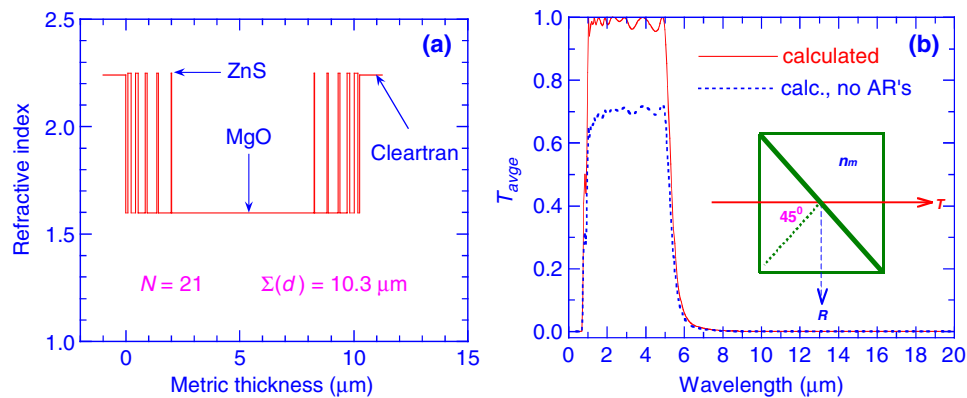 (a)
2.5
2.0
1.5
1.0
Refractive index
ZnS
MgO
Cleartran
N = 21
Σ(d) = 10.3 μm
0
5
10
15
Metric thickness (μm)
(b)
1.0
0.8
0.6
0.4
0.2
0.0
Tavge
calculated
calc., no AR's
nm
45⁰
T
R
0
2
4
6
8
10
12
14
16
18
20
Wavelength (μm)